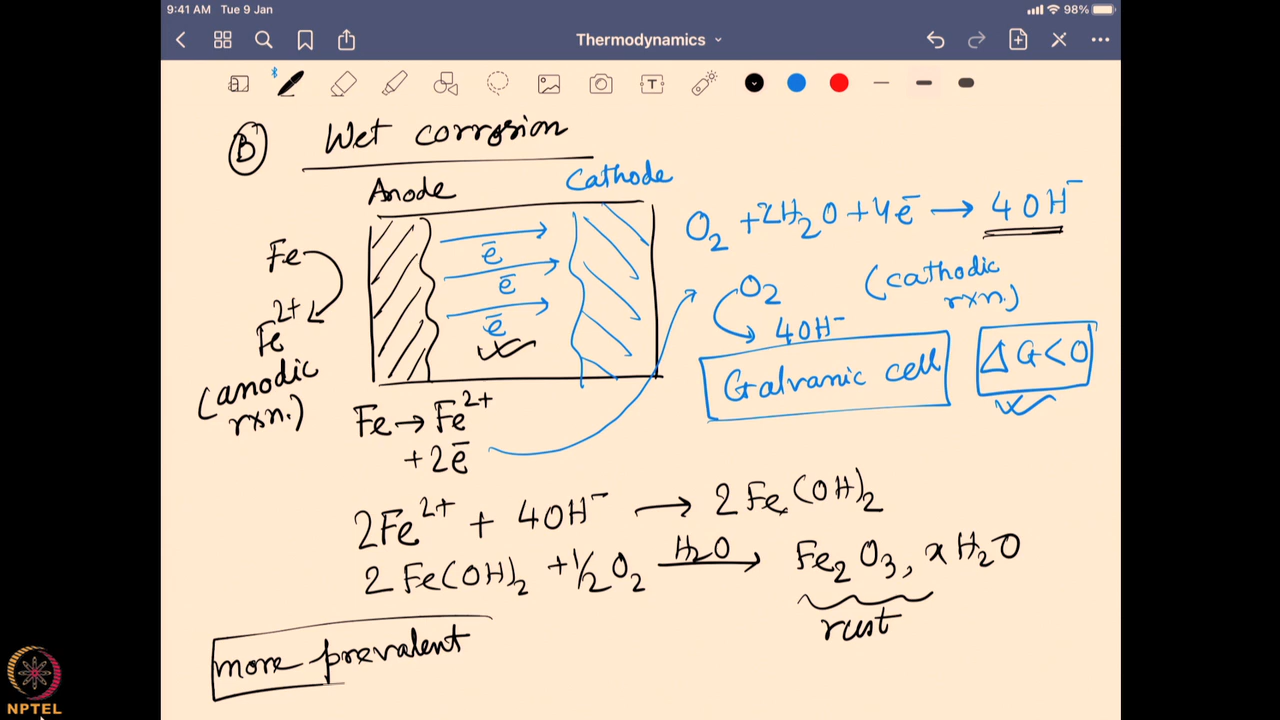 9:41 AM Tue 9 Jan
98%
Thermodynamics
T
B Wet corrosion
Anode
Cathode
O₂ + 2H₂O + 4e⁻ → 4OH⁻
(cathodic rxn.)
Fe
Fe²⁺
(anodic
rxn.)
e⁻
e⁻
e⁻
O₂
4OH⁻
Galvanic cell
ΔG<0
Fe → Fe²⁺
+2e⁻
2Fe²⁺ + 4OH⁻ → 2Fe(OH)₂
2Fe(OH)₂ + 1/2O₂ H₂O → Fe₂O₃, xH₂O
rust
more prevalent
NPTEL